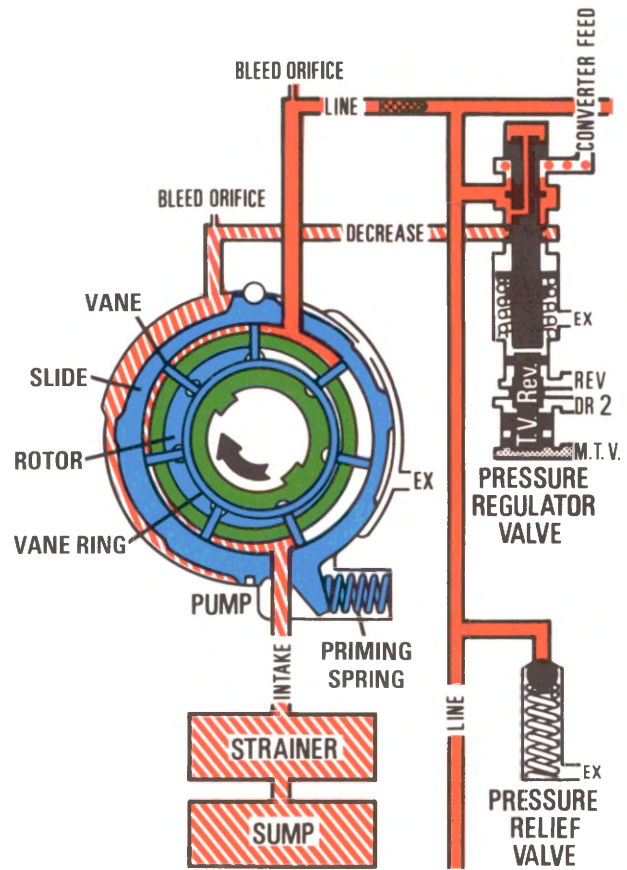 BLEED ORIFICE
LINE
CONVERTER FEED
BLEED ORIFICE
DECREASE
VANE
SLIDE
ROTOR
VANE RING
EX
EX
REV
DR 2
M.T.V.
T.V.
Rev.
PRESSURE
REGULATOR
VALVE
PUMP
PRIMING
SPRING
INTAKE
LINE
STRAINER
SUMP
EX
PRESSURE
RELIEF
VALVE